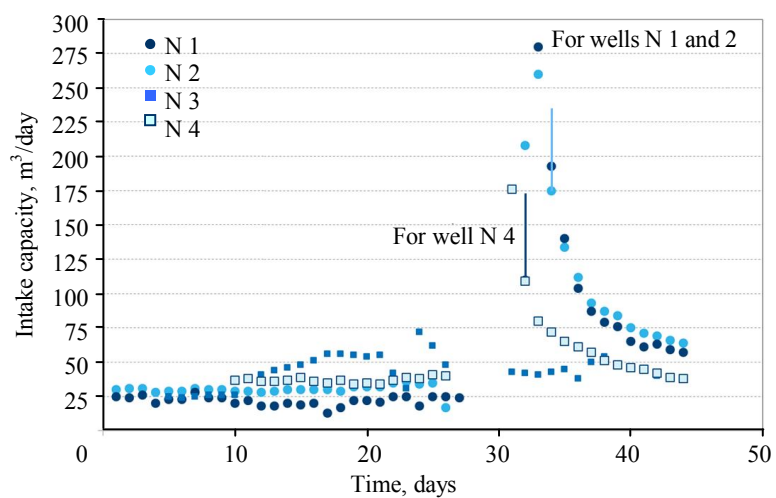 300
275
250
225
200
175
150
125
100
75
50
25
0
10
20
30
40
50
Intake capacity, m³/day
Time, days
N 1
N 2
N 3
N 4
For wells N 1 and 2
For well N 4